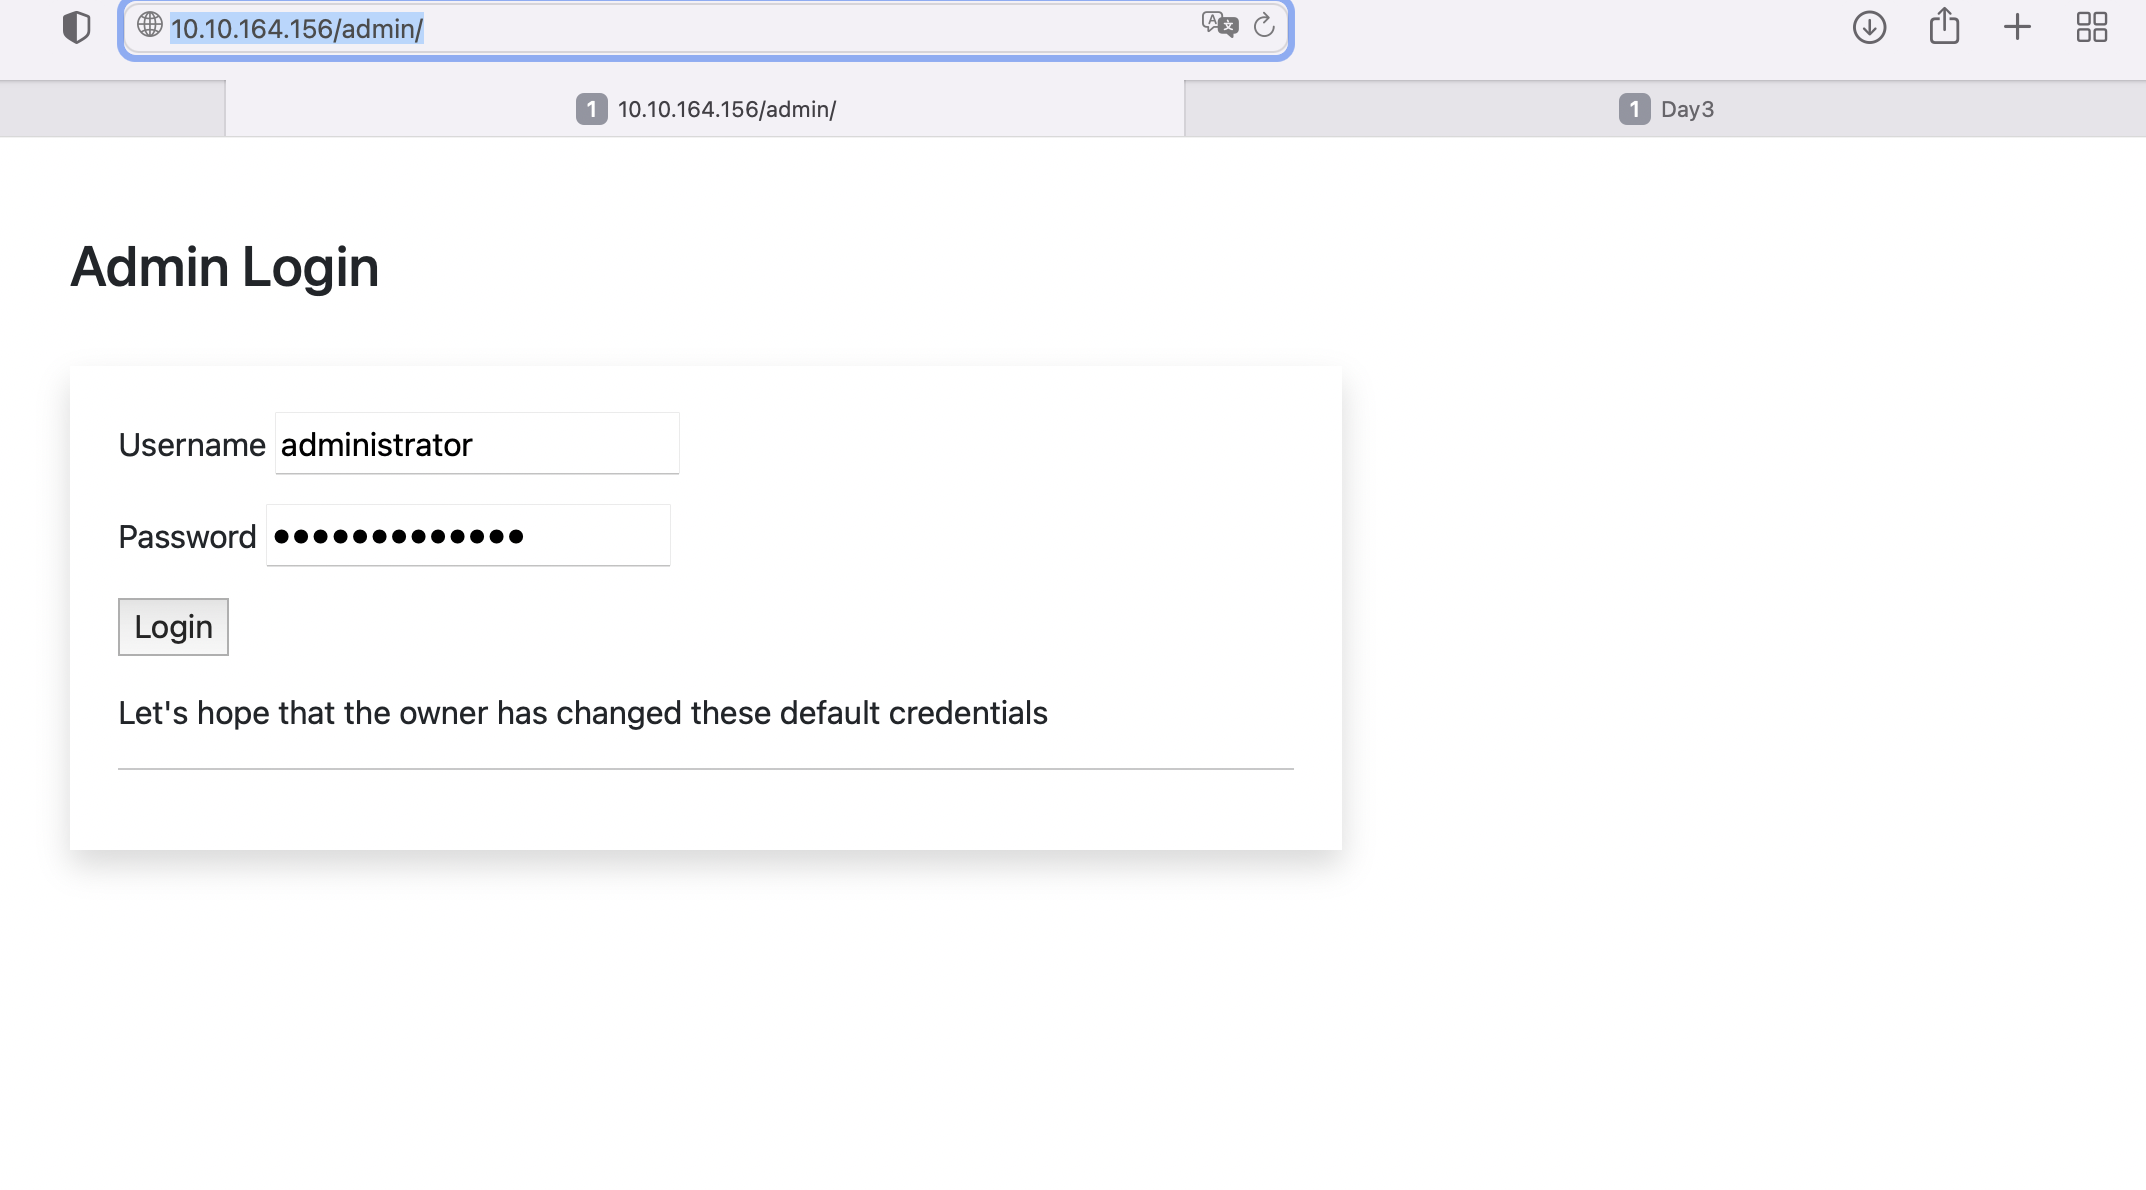 10.10.164.156/admin/
1 10.10.164.156/admin/
1 Day3
Admin Login
Username administrator
Password •••••••••••••
Login
Let's hope that the owner has changed these default credentials